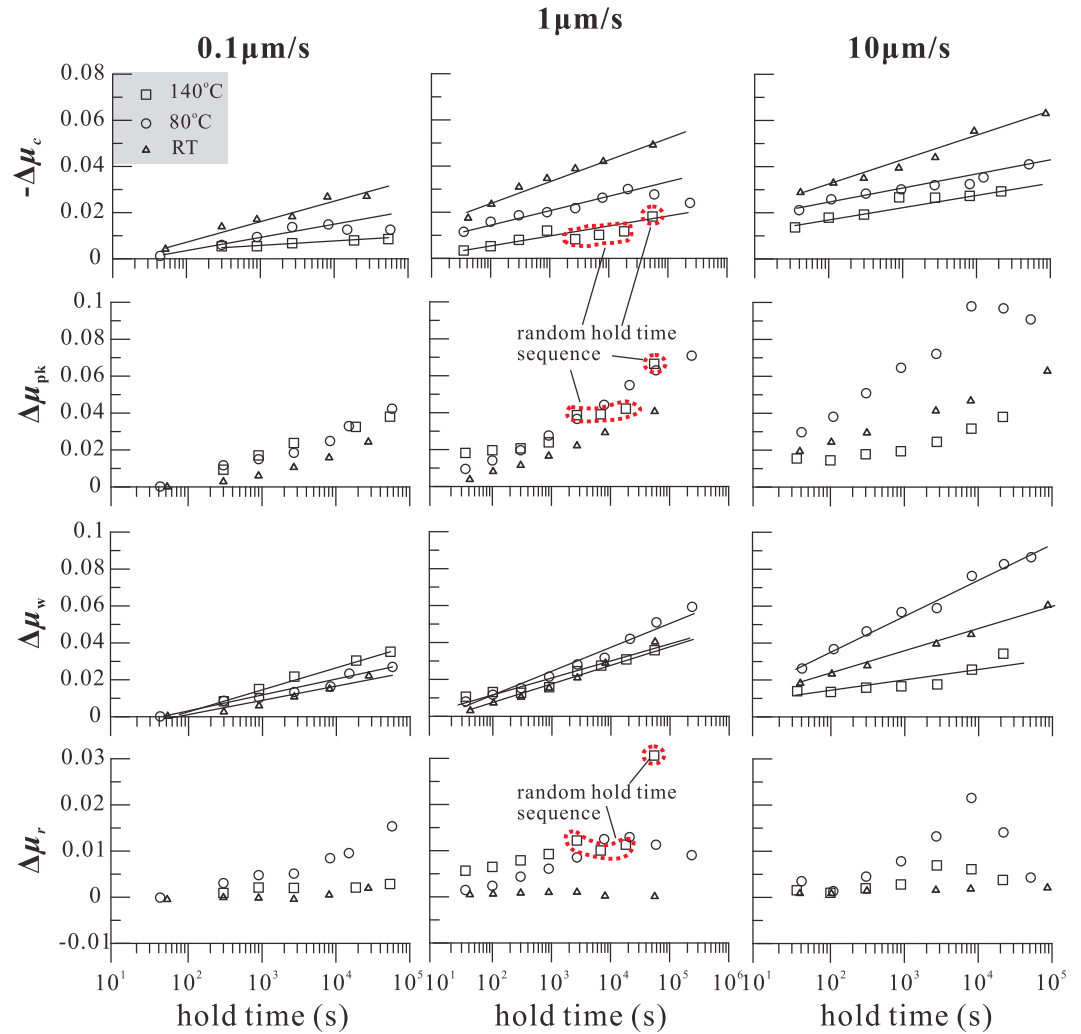 0.1μm/s
1μm/s
10μm/s
140°C
80°C
RT
-Δμc
0.08
0.06
0.04
0.02
0
Δμpk
0.1
0.08
0.06
0.04
0.02
0
random hold time
sequence
Δμw
0.1
0.08
0.06
0.04
0.02
0
Δμr
0.03
0.02
0.01
0
-0.01
random hold time
sequence
10¹ 10² 10³ 10⁴ 10⁵
10¹ 10² 10³ 10⁴ 10⁵ 10⁶
10¹ 10² 10³ 10⁴ 10⁵
hold time (s)
hold time (s)
hold time (s)